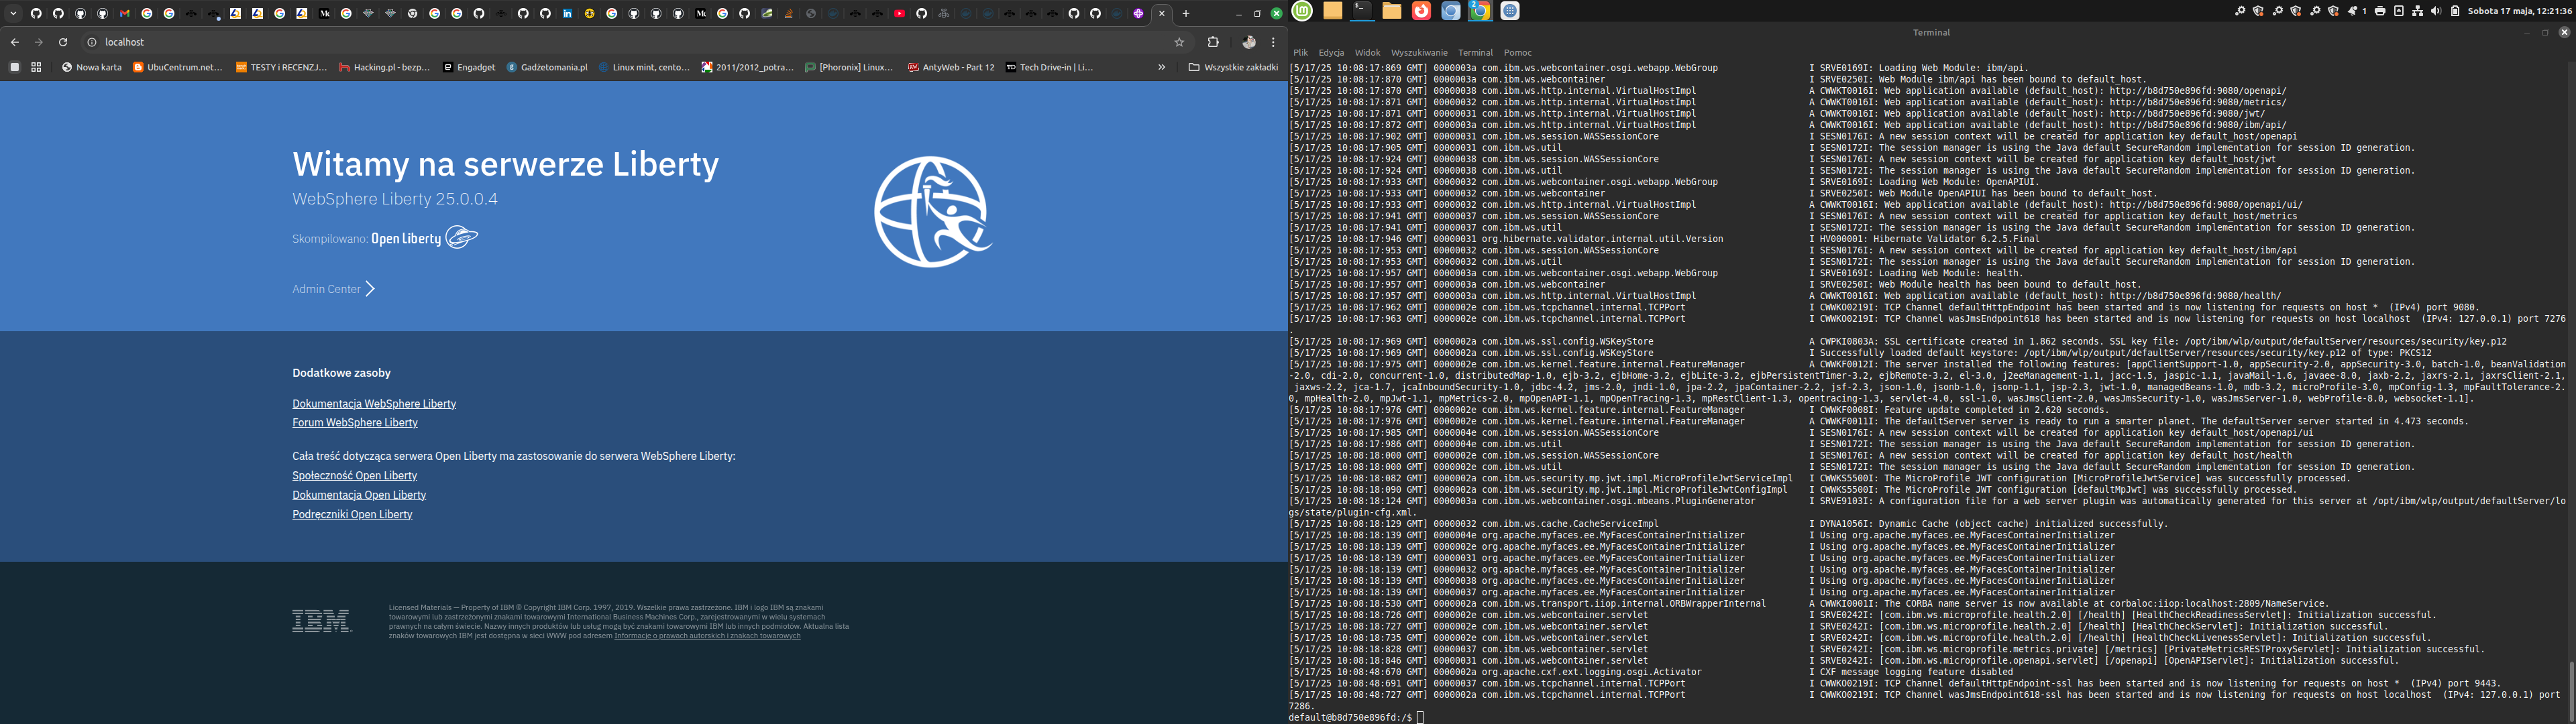 localhost
Nowa karta
UbuCentrum.net...
TESTY i RECENZJ...
Hacking.pl - bezp...
Engadget
Gadżetomania.pl
Linux mint, cento...
2011/2012_potra...
[Phoronix] Linux...
AntyWeb - Part 12
Tech Drive-in | Li...
»
Wszystkie zakładki
Witamy na serwerze Liberty
WebSphere Liberty 25.0.0.4
Skompilowano: Open Liberty
Admin Center
Dodatkowe zasoby
Dokumentacja WebSphere Liberty
Forum WebSphere Liberty
Cała treść dotycząca serwera Open Liberty ma zastosowanie do serwera WebSphere Liberty:
Społeczność Open Liberty
Dokumentacja Open Liberty
Podręczniki Open Liberty
IBM
Licensed Materials — Property of IBM © Copyright IBM Corp. 1997, 2019. Wszelkie prawa zastrzeżone. IBM i logo IBM są znakami
towarowymi lub zastrzeżonymi znakami towarowymi International Business Machines Corp., zarejestrowanymi w wielu systemach
prawnych na całym świecie. Nazwy innych produktów lub usług mogą być znakami towarowymi IBM lub innych podmiotów. Aktualna lista
znaków towarowych IBM jest dostępna w sieci WWW pod adresem Informacje o prawach autorskich i znakach towarowych
2
1
Sobota 17 maja, 12:21:36
Terminal
Plik Edycja Widok Wyszukiwanie Terminal Pomoc
[5/17/25 10:08:17:869 GMT] 0000003a com.ibm.ws.webcontainer.osgi.webapp.WebGroup I SRVE0169I: Loading Web Module: ibm/api.
[5/17/25 10:08:17:870 GMT] 0000003a com.ibm.ws.webcontainer I SRVE0250I: Web Module ibm/api has been bound to default_host.
[5/17/25 10:08:17:870 GMT] 00000038 com.ibm.ws.http.internal.VirtualHostImpl A CWWKT0016I: Web application available (default_host): http://b8d750e896fd:9080/openapi/
[5/17/25 10:08:17:871 GMT] 00000032 com.ibm.ws.http.internal.VirtualHostImpl A CWWKT0016I: Web application available (default_host): http://b8d750e896fd:9080/metrics/
[5/17/25 10:08:17:871 GMT] 00000031 com.ibm.ws.http.internal.VirtualHostImpl A CWWKT0016I: Web application available (default_host): http://b8d750e896fd:9080/jwt/
[5/17/25 10:08:17:872 GMT] 0000003a com.ibm.ws.http.internal.VirtualHostImpl A CWWKT0016I: Web application available (default_host): http://b8d750e896fd:9080/ibm/api/
[5/17/25 10:08:17:902 GMT] 00000031 com.ibm.ws.session.WASSessionCore I SESN0176I: A new session context will be created for application key default_host/openapi
[5/17/25 10:08:17:905 GMT] 00000031 com.ibm.ws.util I SESN0172I: The session manager is using the Java default SecureRandom implementation for session ID generation.
[5/17/25 10:08:17:924 GMT] 00000038 com.ibm.ws.session.WASSessionCore I SESN0176I: A new session context will be created for application key default_host/jwt
[5/17/25 10:08:17:924 GMT] 00000038 com.ibm.ws.util I SESN0172I: The session manager is using the Java default SecureRandom implementation for session ID generation.
[5/17/25 10:08:17:933 GMT] 00000032 com.ibm.ws.webcontainer.osgi.webapp.WebGroup I SRVE0169I: Loading Web Module: OpenAPIUI.
[5/17/25 10:08:17:933 GMT] 00000032 com.ibm.ws.webcontainer I SRVE0250I: Web Module OpenAPIUI has been bound to default_host.
[5/17/25 10:08:17:933 GMT] 00000032 com.ibm.ws.http.internal.VirtualHostImpl A CWWKT0016I: Web application available (default_host): http://b8d750e896fd:9080/openapi/ui/
[5/17/25 10:08:17:941 GMT] 00000037 com.ibm.ws.session.WASSessionCore I SESN0176I: A new session context will be created for application key default_host/metrics
[5/17/25 10:08:17:941 GMT] 00000037 com.ibm.ws.util I SESN0172I: The session manager is using the Java default SecureRandom implementation for session ID generation.
[5/17/25 10:08:17:946 GMT] 00000031 org.hibernate.validator.internal.util.Version I HV000001: Hibernate Validator 6.2.5.Final
[5/17/25 10:08:17:953 GMT] 00000032 com.ibm.ws.session.WASSessionCore I SESN0176I: A new session context will be created for application key default_host/ibm/api
[5/17/25 10:08:17:953 GMT] 00000032 com.ibm.ws.util I SESN0172I: The session manager is using the Java default SecureRandom implementation for session ID generation.
[5/17/25 10:08:17:957 GMT] 0000003a com.ibm.ws.webcontainer.osgi.webapp.WebGroup I SRVE0169I: Loading Web Module: health.
[5/17/25 10:08:17:957 GMT] 0000003a com.ibm.ws.webcontainer I SRVE0250I: Web Module health has been bound to default_host.
[5/17/25 10:08:17:957 GMT] 0000003a com.ibm.ws.http.internal.VirtualHostImpl A CWWKT0016I: Web application available (default_host): http://b8d750e896fd:9080/health/
[5/17/25 10:08:17:962 GMT] 0000002e com.ibm.ws.tcpchannel.internal.TCPPort I CWWKO0219I: TCP Channel defaultHttpEndpoint has been started and is now listening for requests on host * (IPv4) port 9080.
[5/17/25 10:08:17:963 GMT] 0000002e com.ibm.ws.tcpchannel.internal.TCPPort I CWWKO0219I: TCP Channel wasJmsEndpoint618 has been started and is now listening for requests on host localhost (IPv4: 127.0.0.1) port 7276
.
[5/17/25 10:08:17:969 GMT] 0000002a com.ibm.ws.ssl.config.WSKeyStore A CWPKI0803A: SSL certificate created in 1.862 seconds. SSL key file: /opt/ibm/wlp/output/defaultServer/resources/security/key.p12
[5/17/25 10:08:17:969 GMT] 0000002a com.ibm.ws.ssl.config.WSKeyStore I Successfully loaded default keystore: /opt/ibm/wlp/output/defaultServer/resources/security/key.p12 of type: PKCS12
[5/17/25 10:08:17:975 GMT] 0000002e com.ibm.ws.kernel.feature.internal.FeatureManager A CWWKF0012I: The server installed the following features: [appClientSupport-1.0, appSecurity-2.0, appSecurity-3.0, batch-1.0, beanValidation
-2.0, cdi-2.0, concurrent-1.0, distributedMap-1.0, ejb-3.2, ejbHome-3.2, ejbLite-3.2, ejbPersistentTimer-3.2, ejbRemote-3.2, el-3.0, j2eeManagement-1.1, jacc-1.5, jaspic-1.1, javaMail-1.6, javaee-8.0, jaxb-2.2, jaxrs-2.1, jaxrsClient-2.1,
jaxws-2.2, jca-1.7, jcaInboundSecurity-1.0, jdbc-4.2, jms-2.0, jndi-1.0, jpa-2.2, jpaContainer-2.2, jsf-2.3, json-1.0, jsonb-1.0, jsonp-1.1, jsp-2.3, jwt-1.0, managedBeans-1.0, mdb-3.2, microProfile-3.0, mpConfig-1.3, mpFaultTolerance-2.
0, mpHealth-2.0, mpJwt-1.1, mpMetrics-2.0, mpOpenAPI-1.1, mpOpenTracing-1.3, mpRestClient-1.3, opentracing-1.3, servlet-4.0, ssl-1.0, wasJmsClient-2.0, wasJmsSecurity-1.0, wasJmsServer-1.0, webProfile-8.0, websocket-1.1].
[5/17/25 10:08:17:976 GMT] 0000002e com.ibm.ws.kernel.feature.internal.FeatureManager I CWWKF0008I: Feature update completed in 2.620 seconds.
[5/17/25 10:08:17:976 GMT] 0000002e com.ibm.ws.kernel.feature.internal.FeatureManager A CWWKF0011I: The defaultServer server is ready to run a smarter planet. The defaultServer server started in 4.473 seconds.
[5/17/25 10:08:17:985 GMT] 0000004e com.ibm.ws.session.WASSessionCore I SESN0176I: A new session context will be created for application key default_host/openapi/ui
[5/17/25 10:08:17:986 GMT] 0000004e com.ibm.ws.util I SESN0172I: The session manager is using the Java default SecureRandom implementation for session ID generation.
[5/17/25 10:08:18:000 GMT] 0000002e com.ibm.ws.session.WASSessionCore I SESN0176I: A new session context will be created for application key default_host/health
[5/17/25 10:08:18:000 GMT] 0000002e com.ibm.ws.util I SESN0172I: The session manager is using the Java default SecureRandom implementation for session ID generation.
[5/17/25 10:08:18:082 GMT] 0000002a com.ibm.ws.security.mp.jwt.impl.MicroProfileJwtServiceImpl I CWWKS5500I: The MicroProfile JWT configuration [MicroProfileJwtService] was successfully processed.
[5/17/25 10:08:18:090 GMT] 0000002a com.ibm.ws.security.mp.jwt.impl.MicroProfileJwtConfigImpl I CWWKS5500I: The MicroProfile JWT configuration [defaultMpJwt] was successfully processed.
[5/17/25 10:08:18:124 GMT] 0000003a com.ibm.ws.webcontainer.osgi.mbeans.PluginGenerator I SRVE9103I: A configuration file for a web server plugin was automatically generated for this server at /opt/ibm/wlp/output/defaultServer/lo
gs/state/plugin-cfg.xml.
[5/17/25 10:08:18:129 GMT] 00000032 com.ibm.ws.cache.CacheServiceImpl I DYNA1056I: Dynamic Cache (object cache) initialized successfully.
[5/17/25 10:08:18:139 GMT] 0000004e org.apache.myfaces.ee.MyFacesContainerInitializer I Using org.apache.myfaces.ee.MyFacesContainerInitializer
[5/17/25 10:08:18:139 GMT] 0000002e org.apache.myfaces.ee.MyFacesContainerInitializer I Using org.apache.myfaces.ee.MyFacesContainerInitializer
[5/17/25 10:08:18:139 GMT] 00000031 org.apache.myfaces.ee.MyFacesContainerInitializer I Using org.apache.myfaces.ee.MyFacesContainerInitializer
[5/17/25 10:08:18:139 GMT] 00000032 org.apache.myfaces.ee.MyFacesContainerInitializer I Using org.apache.myfaces.ee.MyFacesContainerInitializer
[5/17/25 10:08:18:139 GMT] 00000038 org.apache.myfaces.ee.MyFacesContainerInitializer I Using org.apache.myfaces.ee.MyFacesContainerInitializer
[5/17/25 10:08:18:139 GMT] 00000037 org.apache.myfaces.ee.MyFacesContainerInitializer I Using org.apache.myfaces.ee.MyFacesContainerInitializer
[5/17/25 10:08:18:530 GMT] 0000002a com.ibm.ws.transport.iiop.internal.ORBWrapperInternal A CWWKI0001I: The CORBA name server is now available at corbaloc:iiop:localhost:2809/NameService.
[5/17/25 10:08:18:726 GMT] 0000002e com.ibm.ws.webcontainer.servlet I SRVE0242I: [com.ibm.ws.microprofile.health.2.0] [/health] [HealthCheckReadinessServlet]: Initialization successful.
[5/17/25 10:08:18:727 GMT] 0000002e com.ibm.ws.webcontainer.servlet I SRVE0242I: [com.ibm.ws.microprofile.health.2.0] [/health] [HealthCheckServlet]: Initialization successful.
[5/17/25 10:08:18:735 GMT] 0000002e com.ibm.ws.webcontainer.servlet I SRVE0242I: [com.ibm.ws.microprofile.health.2.0] [/health] [HealthCheckLivenessServlet]: Initialization successful.
[5/17/25 10:08:18:828 GMT] 00000037 com.ibm.ws.webcontainer.servlet I SRVE0242I: [com.ibm.ws.microprofile.metrics.private] [/metrics] [PrivateMetricsRESTProxyServlet]: Initialization successful.
[5/17/25 10:08:18:846 GMT] 00000031 com.ibm.ws.webcontainer.servlet I SRVE0242I: [com.ibm.ws.microprofile.openapi.servlet] [/openapi] [OpenAPIServlet]: Initialization successful.
[5/17/25 10:08:48:670 GMT] 0000002a org.apache.cxf.ext.logging.osgi.Activator I CXF message logging feature disabled
[5/17/25 10:08:48:691 GMT] 00000037 com.ibm.ws.tcpchannel.internal.TCPPort I CWWKO0219I: TCP Channel defaultHttpEndpoint-ssl has been started and is now listening for requests on host * (IPv4) port 9443.
[5/17/25 10:08:48:727 GMT] 0000002a com.ibm.ws.tcpchannel.internal.TCPPort I CWWKO0219I: TCP Channel wasJmsEndpoint618-ssl has been started and is now listening for requests on host localhost (IPv4: 127.0.0.1) port
7286.
default@b8d750e896fd:/$